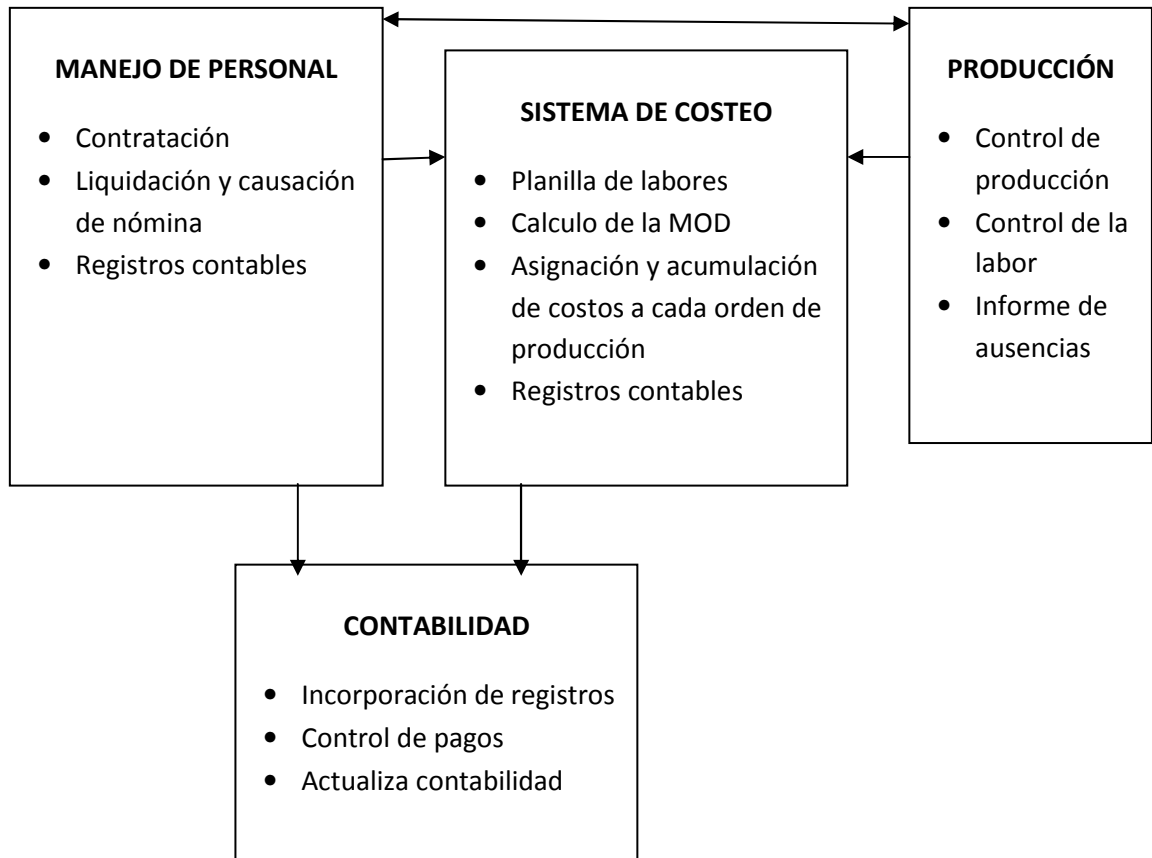 MANEJO DE PERSONAL
• Contratación
• Liquidación y causación
de nómina
• Registros contables
SISTEMA DE COSTEO
• Planilla de labores
• Calculo de la MOD
• Asignación y acumulación
de costos a cada orden de
producción
• Registros contables
PRODUCCIÓN
• Control de
producción
• Control de la
labor
• Informe de
ausencias
CONTABILIDAD
• Incorporación de registros
• Control de pagos
• Actualiza contabilidad